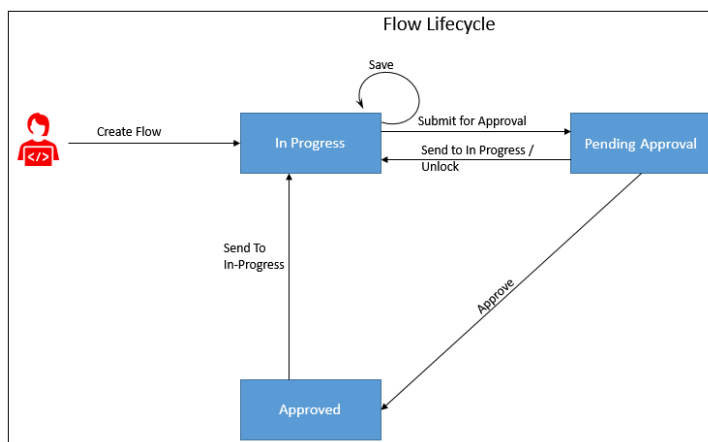 Flow Lifecycle
Save
Create Flow
In Progress
Submit for Approval
Pending Approval
Send to In Progress /
Unlock
Send To
In-Progress
Approve
Approved